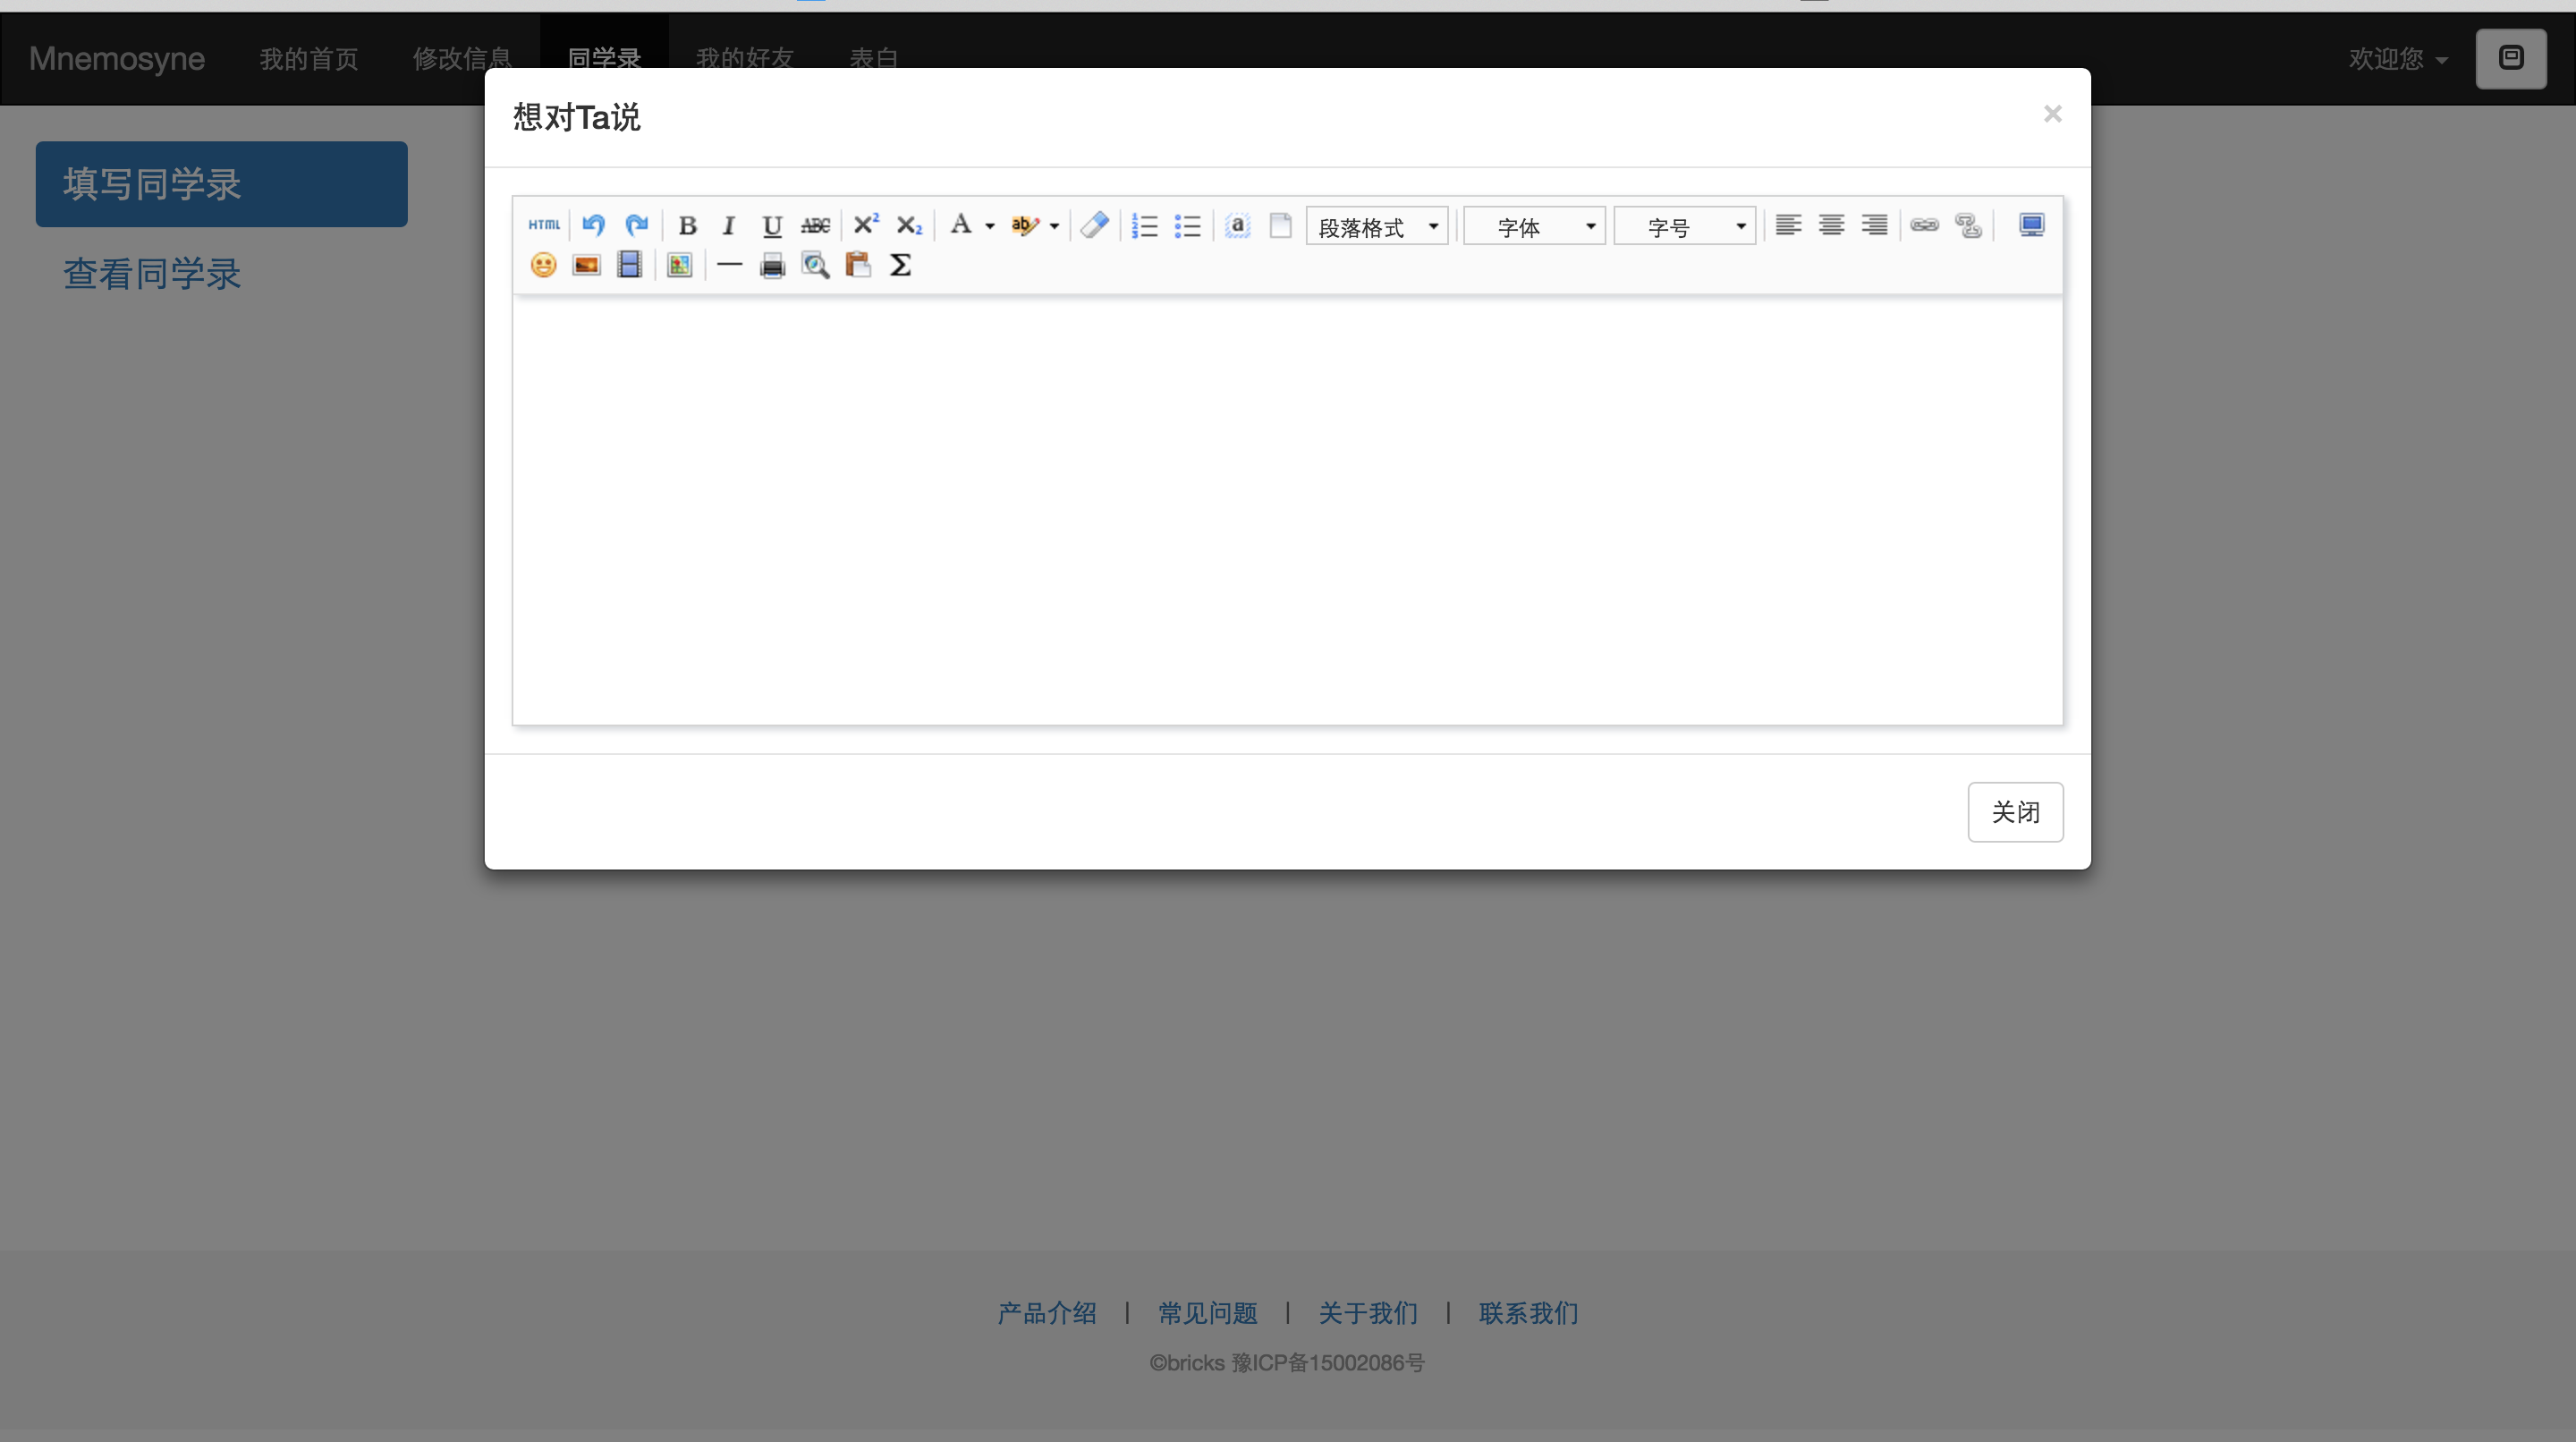 Mnemosyne 我的首页 修改信息 同学录 我的好友 表白 欢迎您
想对Ta说 ×
填写同学录
查看同学录
HTML B I U ABC X² X₂ A ab a 段落格式 字体 字号
Σ
关闭
产品介绍 | 常见问题 | 关于我们 | 联系我们
©bricks 豫ICP备15002086号